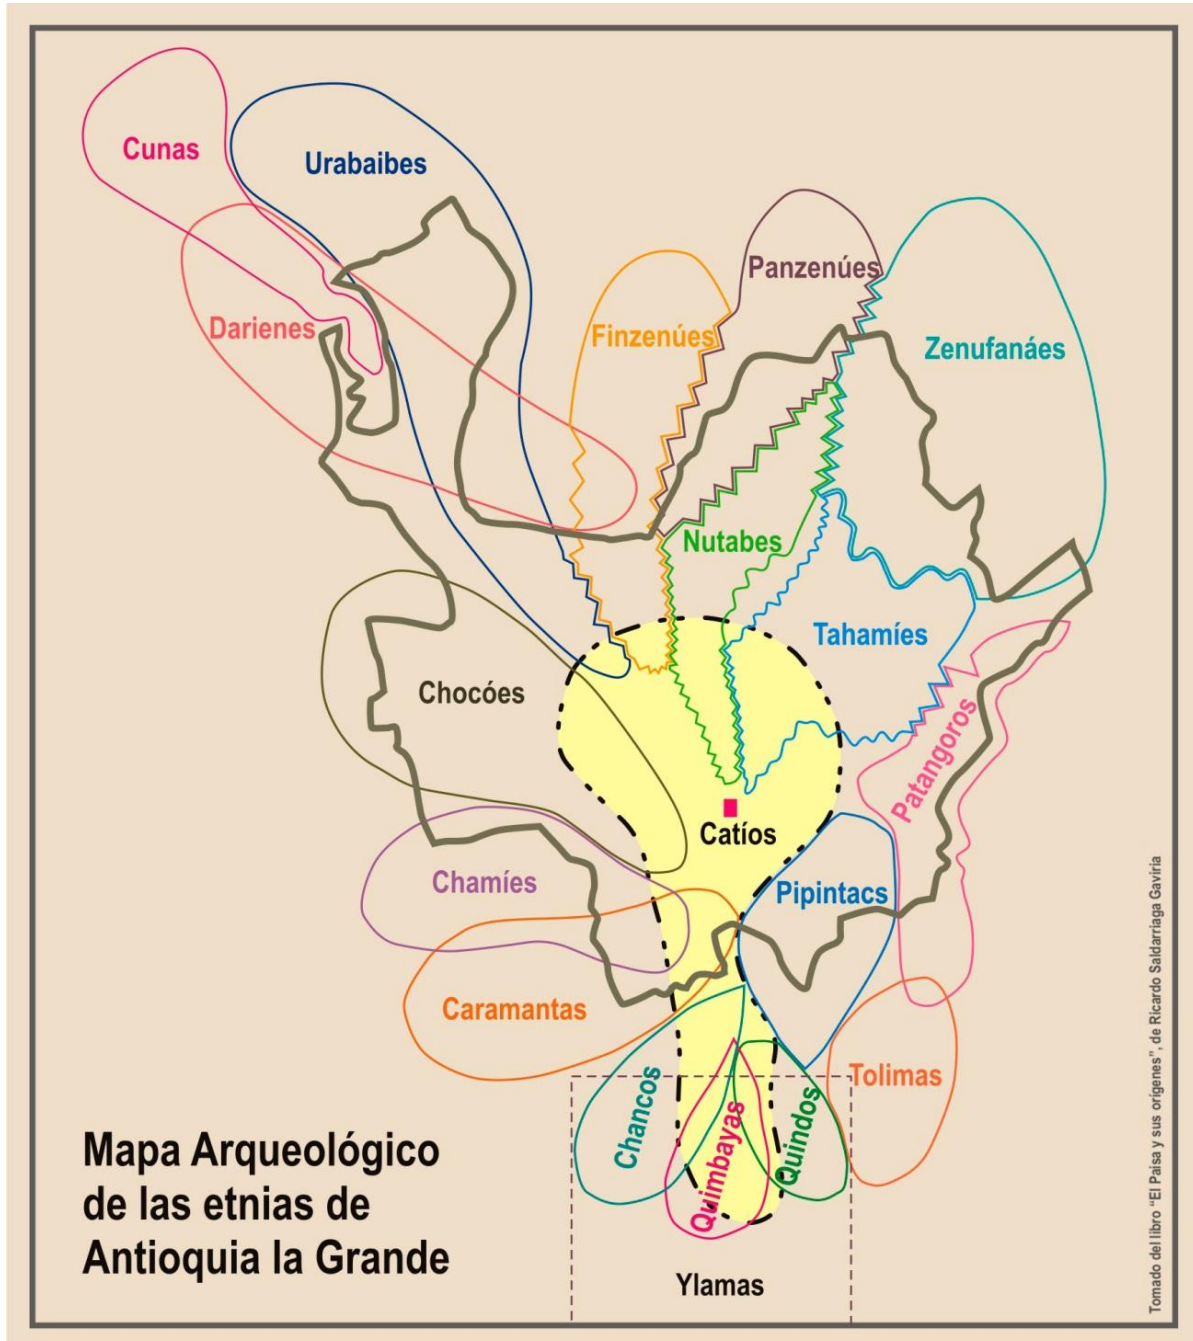 Cunas
Urabaibes
Panzenúes
Darienes
Finzenúes
Zenufanáes
Nutabes
Tahamíes
Chocóes
Patangoros
Catíos
Chamíes
Pipintacs
Caramantas
Tolimas
Chancos
Quimbayas
Quindos
Ylamas
Mapa Arqueológico
de las etnias de
Antioquia la Grande
Tomado del libro “El Paisa y sus orígenes”, de Ricardo Saldarriaga Gaviria